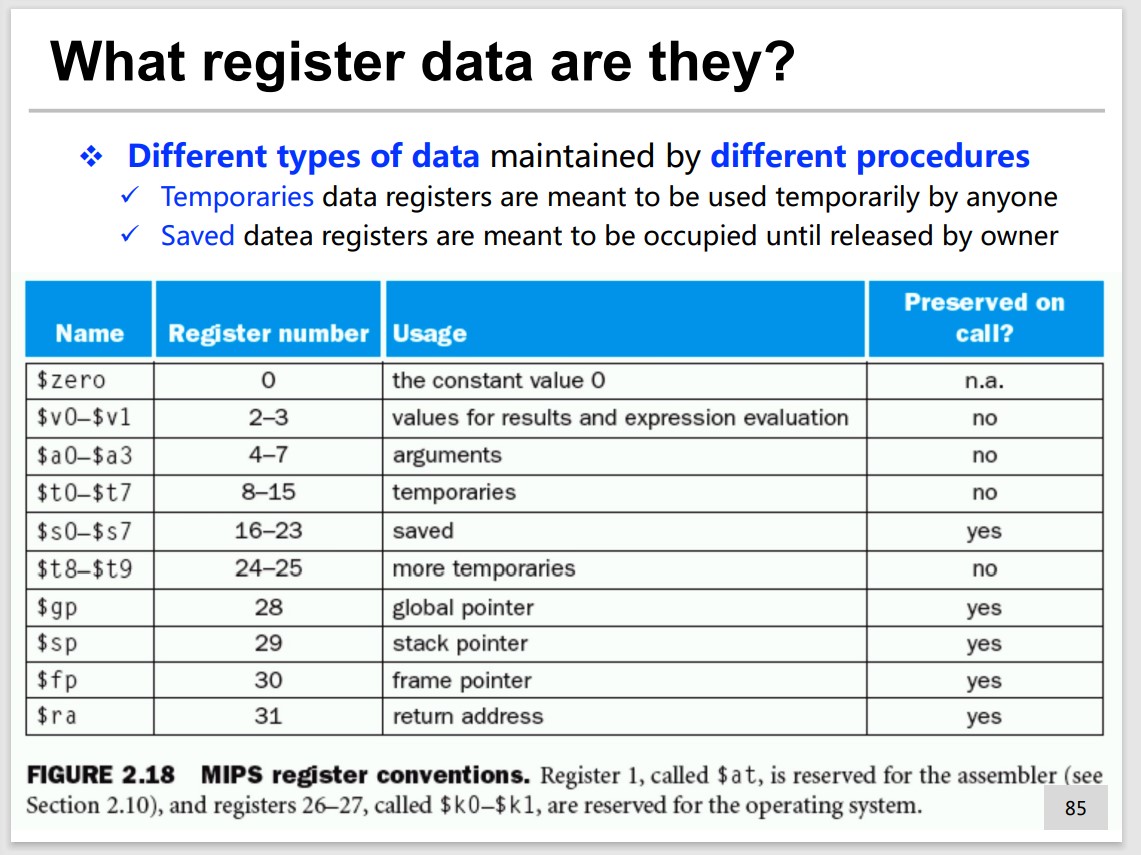 What register data are they?
❖ Different types of data maintained by different procedures
✓ Temporaries data registers are meant to be used temporarily by anyone
✓ Saved datea registers are meant to be occupied until released by owner
Name Register number Usage Preserved on call?
$zero 0 the constant value 0 n.a.
$v0–$v1 2–3 values for results and expression evaluation no
$a0–$a3 4–7 arguments no
$t0–$t7 8–15 temporaries no
$s0–$s7 16–23 saved yes
$t8–$t9 24–25 more temporaries no
$gp 28 global pointer yes
$sp 29 stack pointer yes
$fp 30 frame pointer yes
$ra 31 return address yes
FIGURE 2.18 MIPS register conventions. Register 1, called $at, is reserved for the assembler (see
Section 2.10), and registers 26–27, called $k0–$k1, are reserved for the operating system.
85